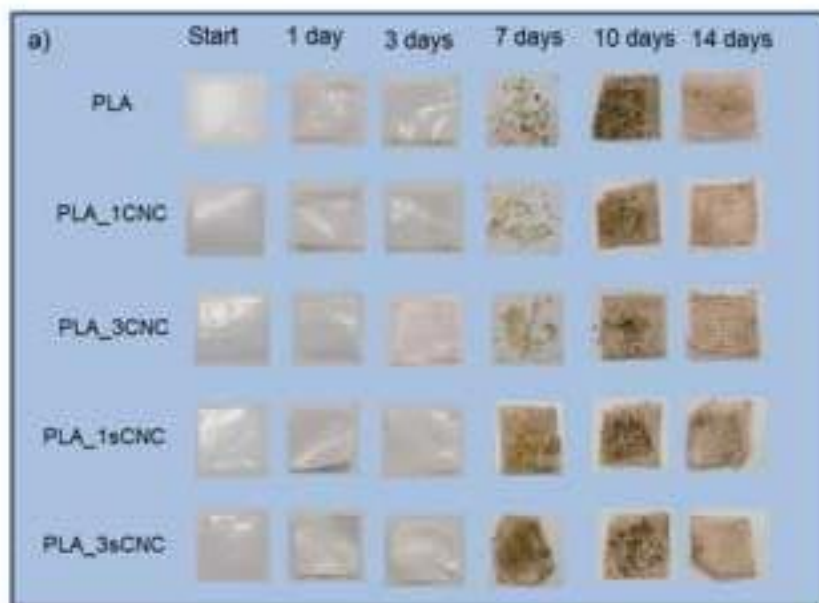 a) Start 1 day 3 days 7 days 10 days 14 days
PLA
PLA_1CNC
PLA_3CNC
PLA_1sCNC
PLA_3sCNC